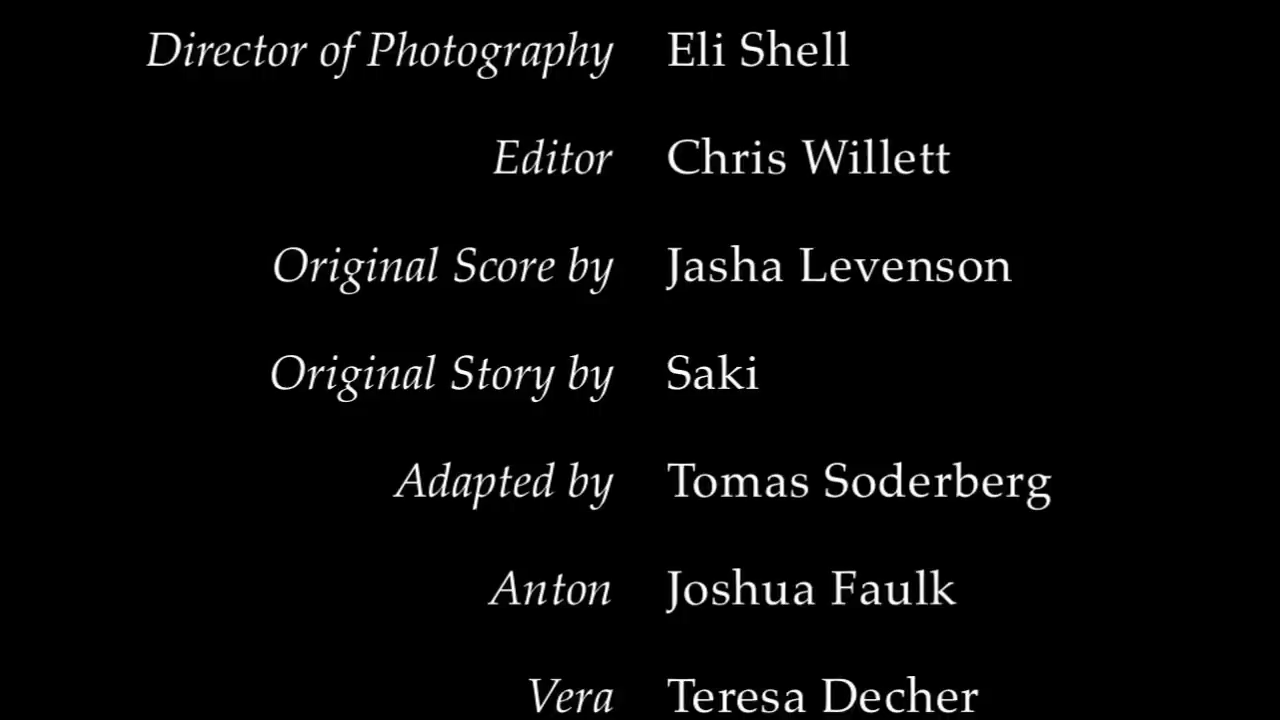 Director of Photography Eli Shell
Editor Chris Willett
Original Score by Jasha Levenson
Original Story by Saki
Adapted by Tomas Soderberg
Anton Joshua Faulk
Vera Teresa Decher